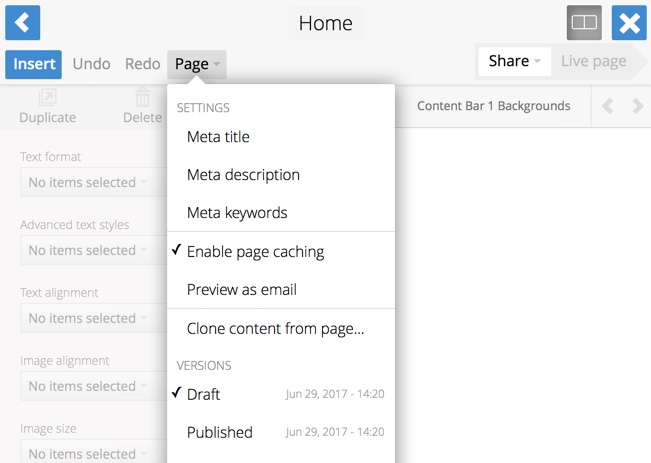 Home
Insert Undo Redo Page Share Live page
Duplicate Delete Content Bar 1 Backgrounds
SETTINGS
Meta title
Meta description
Meta keywords
Enable page caching
Preview as email
Clone content from page...
VERSIONS
Draft Jun 29, 2017 - 14:20
Published Jun 29, 2017 - 14:20
Text format
No items selected
Advanced text styles
No items selected
Text alignment
No items selected
Image alignment
No items selected
Image size
No items selected